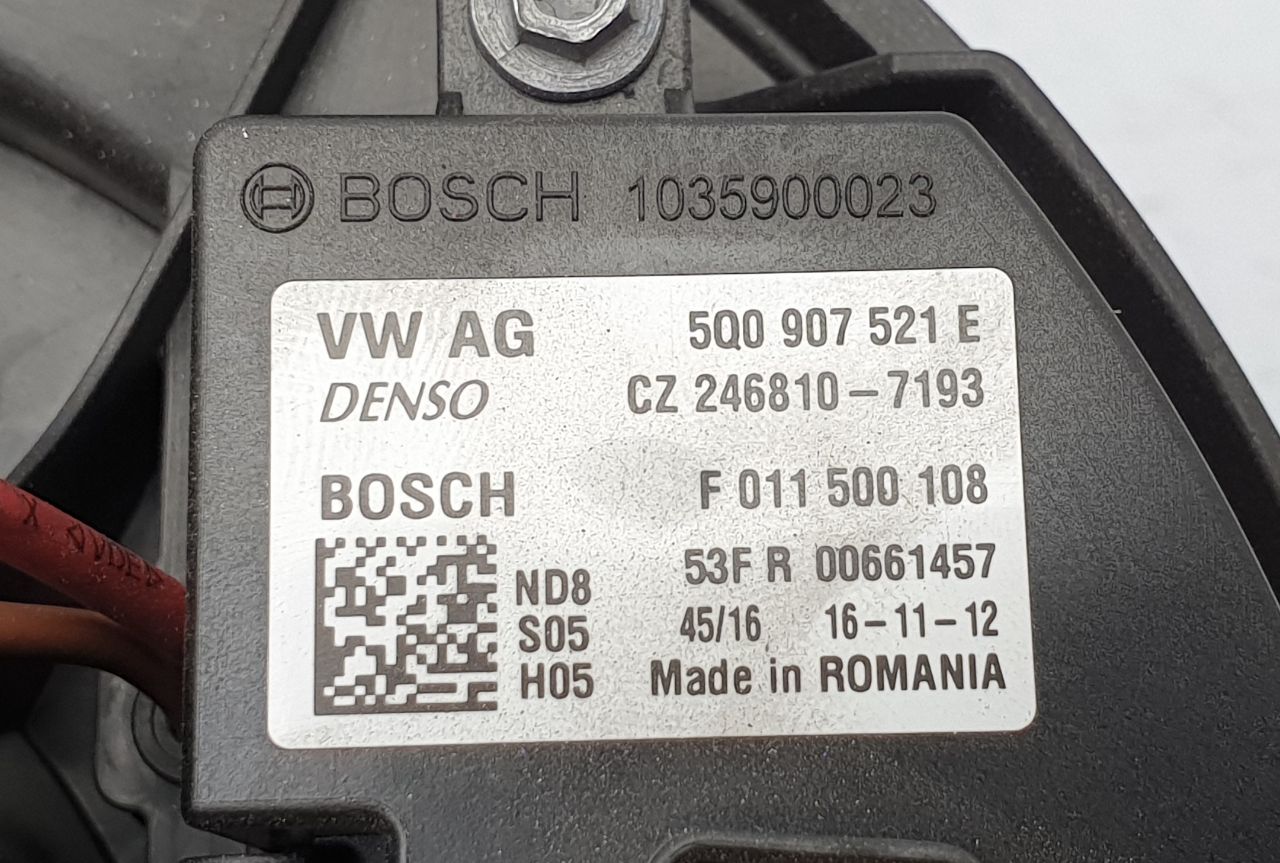 BOSCH 1035900023
VW AG 5Q0 907 521 E
DENSO CZ 246810-7193
BOSCH F 011 500 108
53F R 00661457
ND8
S05 45/16 16-11-12
H05 Made in ROMANIA